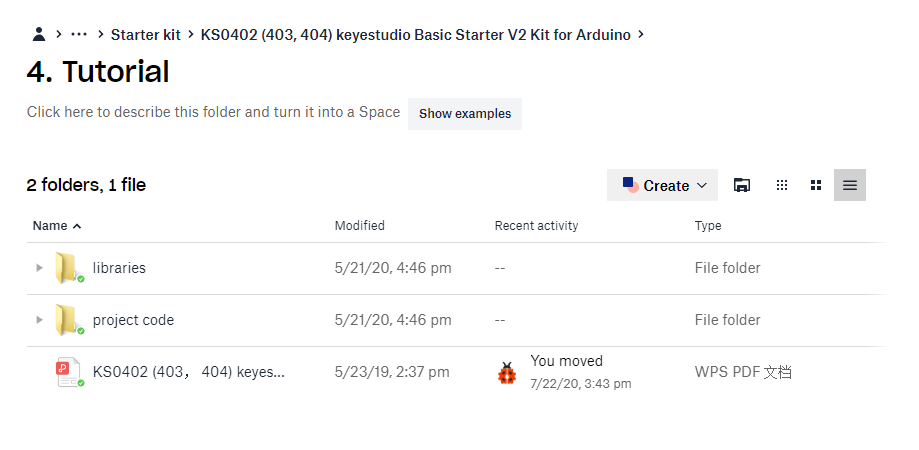 Starter kit > KS0402 (403, 404) keyestudio Basic Starter V2 Kit for Arduino >
4. Tutorial
Click here to describe this folder and turn it into a Space Show examples
2 folders, 1 file Create
Name Modified Recent activity Type
libraries 5/21/20, 4:46 pm -- File folder
project code 5/21/20, 4:46 pm -- File folder
KS0402 (403， 404) keyes... 5/23/19, 2:37 pm You moved 7/22/20, 3:43 pm WPS PDF 文档